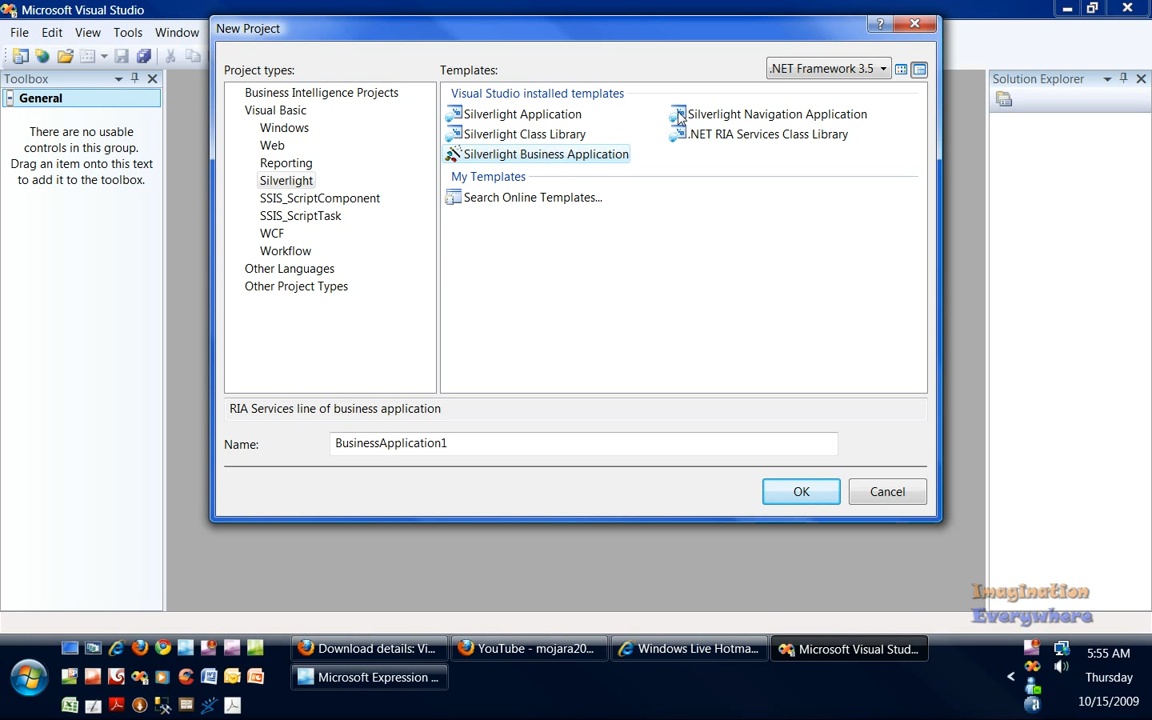 Microsoft Visual Studio
File Edit View Tools Window
Toolbox
General
There are no usable
controls in this group.
Drag an item onto this text
to add it to the toolbox.
New Project
Project types:
Business Intelligence Projects
Visual Basic
Windows
Web
Reporting
Silverlight
SSIS_ScriptComponent
SSIS_ScriptTask
WCF
Workflow
Other Languages
Other Project Types
Templates:
.NET Framework 3.5
Visual Studio installed templates
Silverlight Application
Silverlight Navigation Application
Silverlight Class Library
.NET RIA Services Class Library
Silverlight Business Application
My Templates
Search Online Templates...
RIA Services line of business application
Name:
BusinessApplication1
OK
Cancel
Solution Explorer
Imagination
Everywhere
Download details: Vi...
YouTube - mojara20...
Windows Live Hotma...
Microsoft Visual Stud...
Microsoft Expression ...
5:55 AM
Thursday
10/15/2009